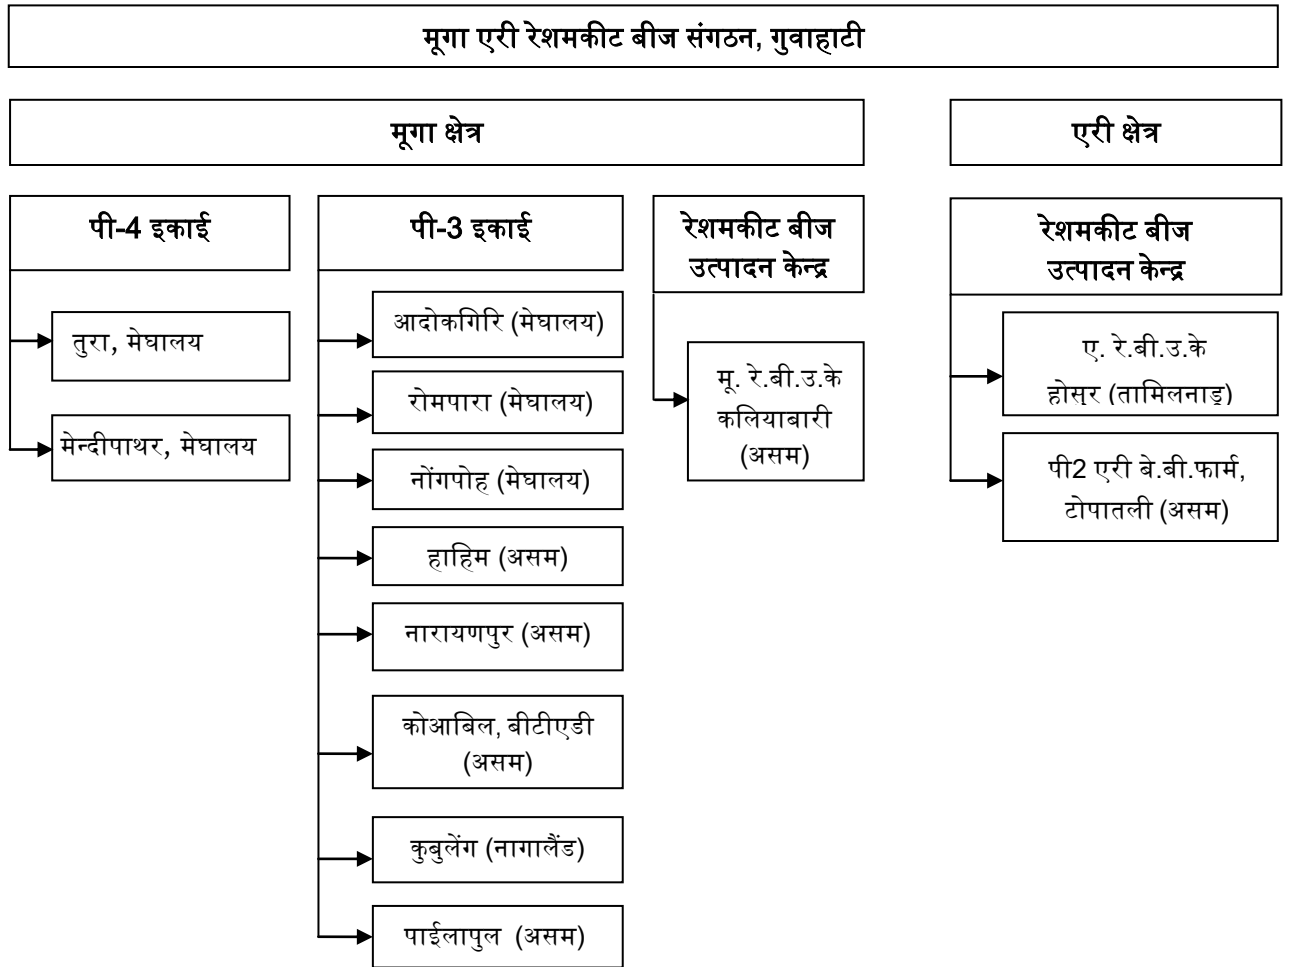 मूगा एरी रेशमकीट बीज संगठन, गुवाहाटी
मूगा क्षेत्र
एरी क्षेत्र
पी-4 इकाई
तुरा, मेघालय
मेन्दीपाथर, मेघालय
पी-3 इकाई
आदोकगिरि (मेघालय)
रोमपारा (मेघालय)
नोंगपोह (मेघालय)
हाहिम (असम)
नारायणपुर (असम)
कोआबिल, बीटीएडी
(असम)
कुबुलेंग (नागालैंड)
पाईलापुल (असम)
रेशमकीट बीज
उत्पादन केन्द्र
मू. रे.बी.उ.के
कलियाबारी
(असम)
रेशमकीट बीज
उत्पादन केन्द्र
ए. रे.बी.उ.के
होसुर (तामिलनाडु)
पी2 एरी बे.बी.फार्म,
टोपातली (असम)